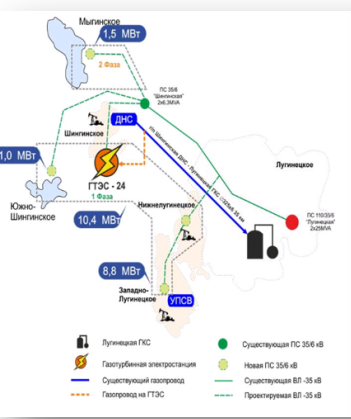 Мыгинское
1,5 МВт
2 Фаза
ПС 35/6
"Шингинская"
2x6.3MVA
ДНС
Шингинское
1,0 МВт
Лугинецкое
ГТЭС - 24
1 Фаза
Южно-
Шингинское
Нижнелугинецкое
10,4 МВт
ПС 110/35/6
"Лугинецкая"
2x25MVA
8,8 МВт
Западно-
Лугинецкое
УПСВ
Лугинецкая ГКС
Существующая ПС 35/6 кВ
Газотурбинная электростанция
Новая ПС 35/6 кВ
Существующий газопровод
Существующая ВЛ -35 кВ
Газопровод на ГТЭС
Проектируемая ВЛ -35 кВ